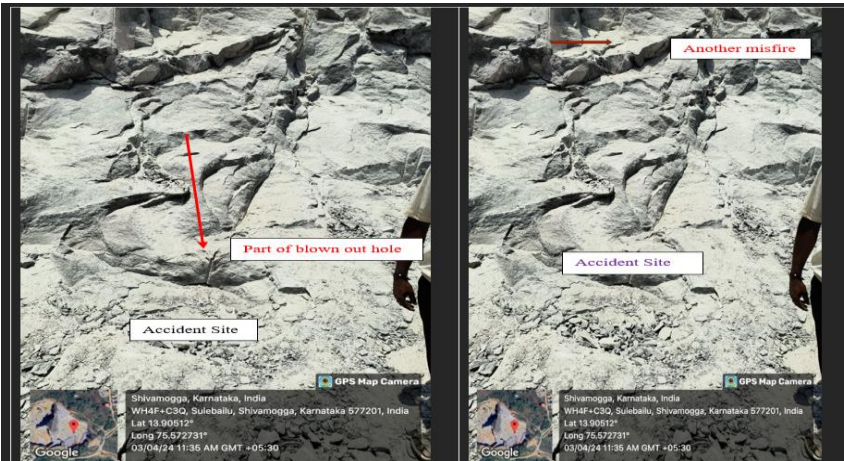 Another misfire
Part of blown out hole
Accident Site
Accident Site
GPS Map Camera
Shivamogga, Karnataka, India
WH4F+C3Q, Sulebailu, Shivamogga, Karnataka 577201, India
Lat 13.90512°
Long 75.572731°
03/04/24 11:35 AM GMT +05:30
Google
GPS Map Camera
Shivamogga, Karnataka, India
WH4F+C3Q, Sulebailu, Shivamogga, Karnataka 577201, India
Lat 13.90512°
Long 75.572731°
03/04/24 11:35 AM GMT +05:30
Google